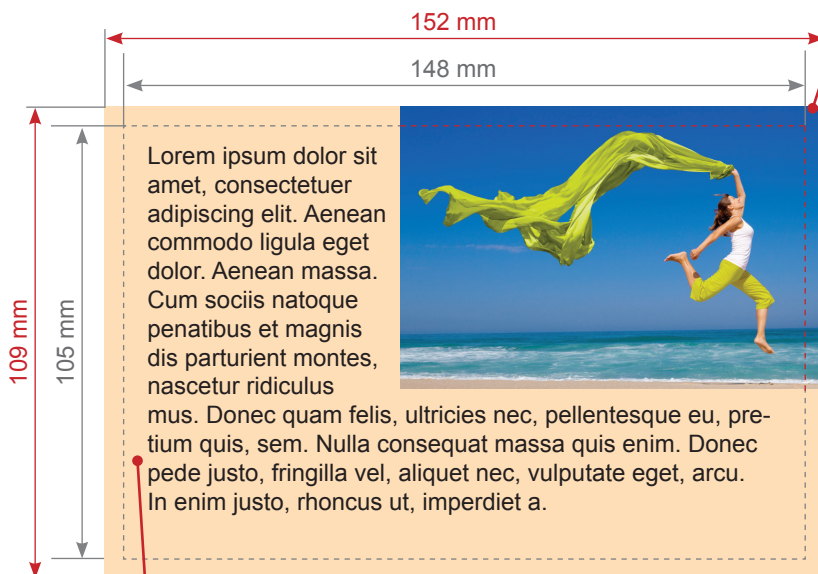 152 mm
148 mm
109 mm
105 mm
Lorem ipsum dolor sit
amet, consectetuer
adipiscing elit. Aenean
commodo ligula eget
dolor. Aenean massa.
Cum sociis natoque
penatibus et magnis
dis parturient montes,
nascetur ridiculus
mus. Donec quam felis, ultricies nec, pellentesque eu, pre-
tium quis, sem. Nulla consequat massa quis enim. Donec
pede justo, fringilla vel, aliquet nec, vulputate eget, arcu.
In enim justo, rhoncus ut, imperdiet a.